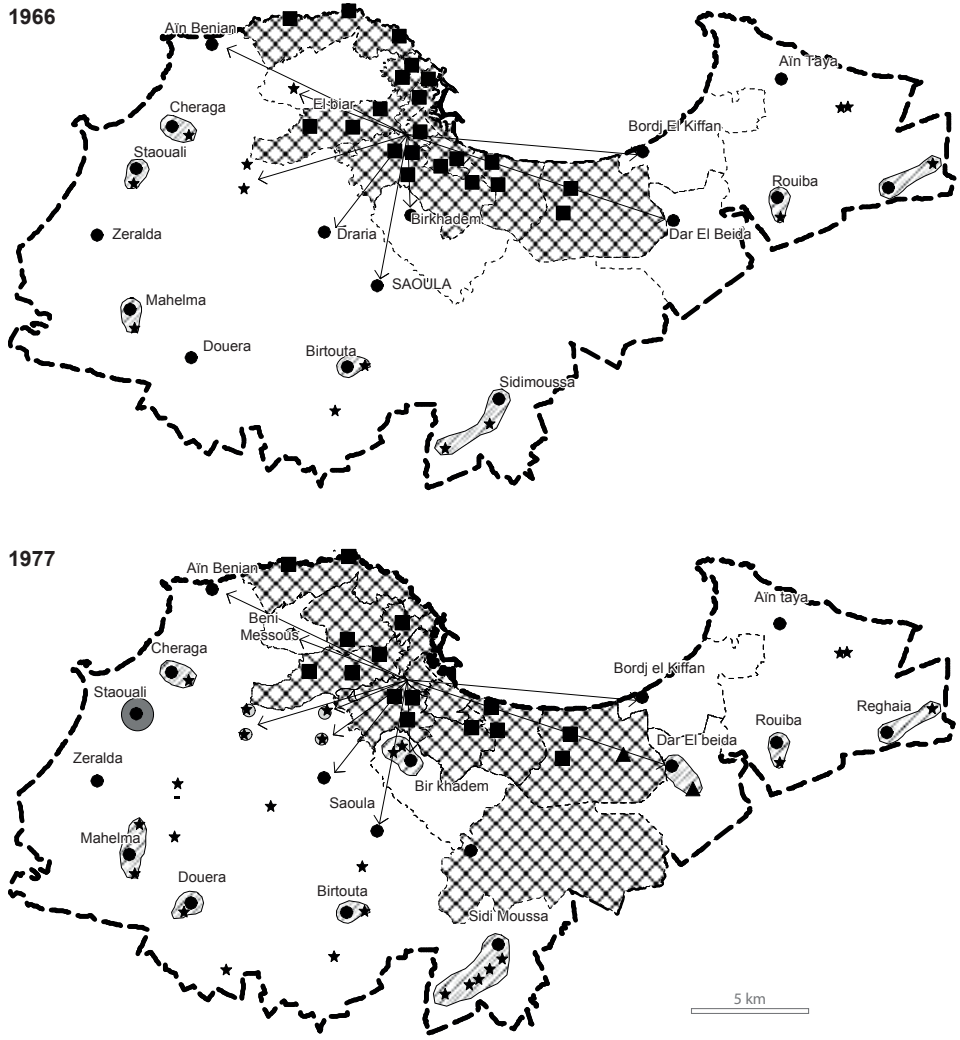 1966
Aïn Benian
Aïn Taya
El biar
Cheraga
Bordj El Kiffan
Staouali
Rouiba
Birkhadem
Zeralda
Draria
Dar El Beida
SAOULA
Mahelma
Douera
Birtouta
Sidimoussa
1977
Aïn Benian
Aïn taya
Beni
Messous
Cheraga
Bordj el Kiffan
Staouali
Reghaia
Rouiba
Dar El beida
Zeralda
Bir khadem
Saoula
Mahelma
Douera
Birtouta
Sidi Moussa
5 km